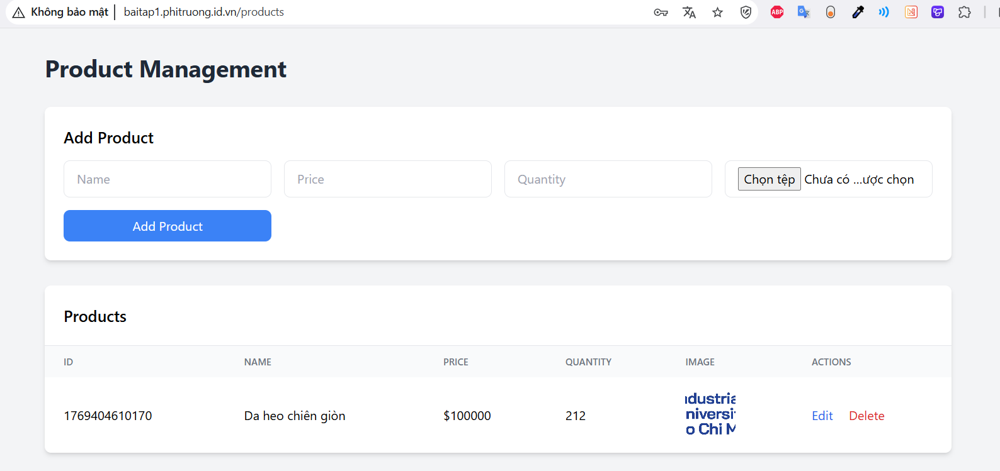 Không bảo mật baitap1.phitruong.id.vn/products
ABP
Product Management
Add Product
Name Price Quantity Chọn tệp Chưa có ...ược chọn
Add Product
Products
ID NAME PRICE QUANTITY IMAGE ACTIONS
ndustria
niversi
o Chi M
1769404610170 Da heo chiên giòn $100000 212 Edit Delete